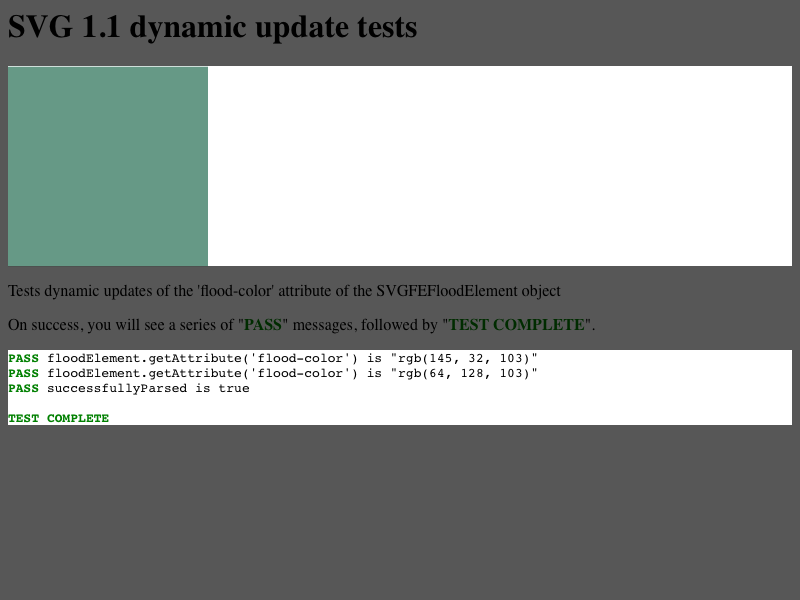 SVG 1.1 dynamic update tests
Tests dynamic updates of the 'flood-color' attribute of the SVGFEFloodElement object
On success, you will see a series of "PASS" messages, followed by "TEST COMPLETE".
PASS floodElement.getAttribute('flood-color') is "rgb(145, 32, 103)"
PASS floodElement.getAttribute('flood-color') is "rgb(64, 128, 103)"
PASS successfullyParsed is true
TEST COMPLETE